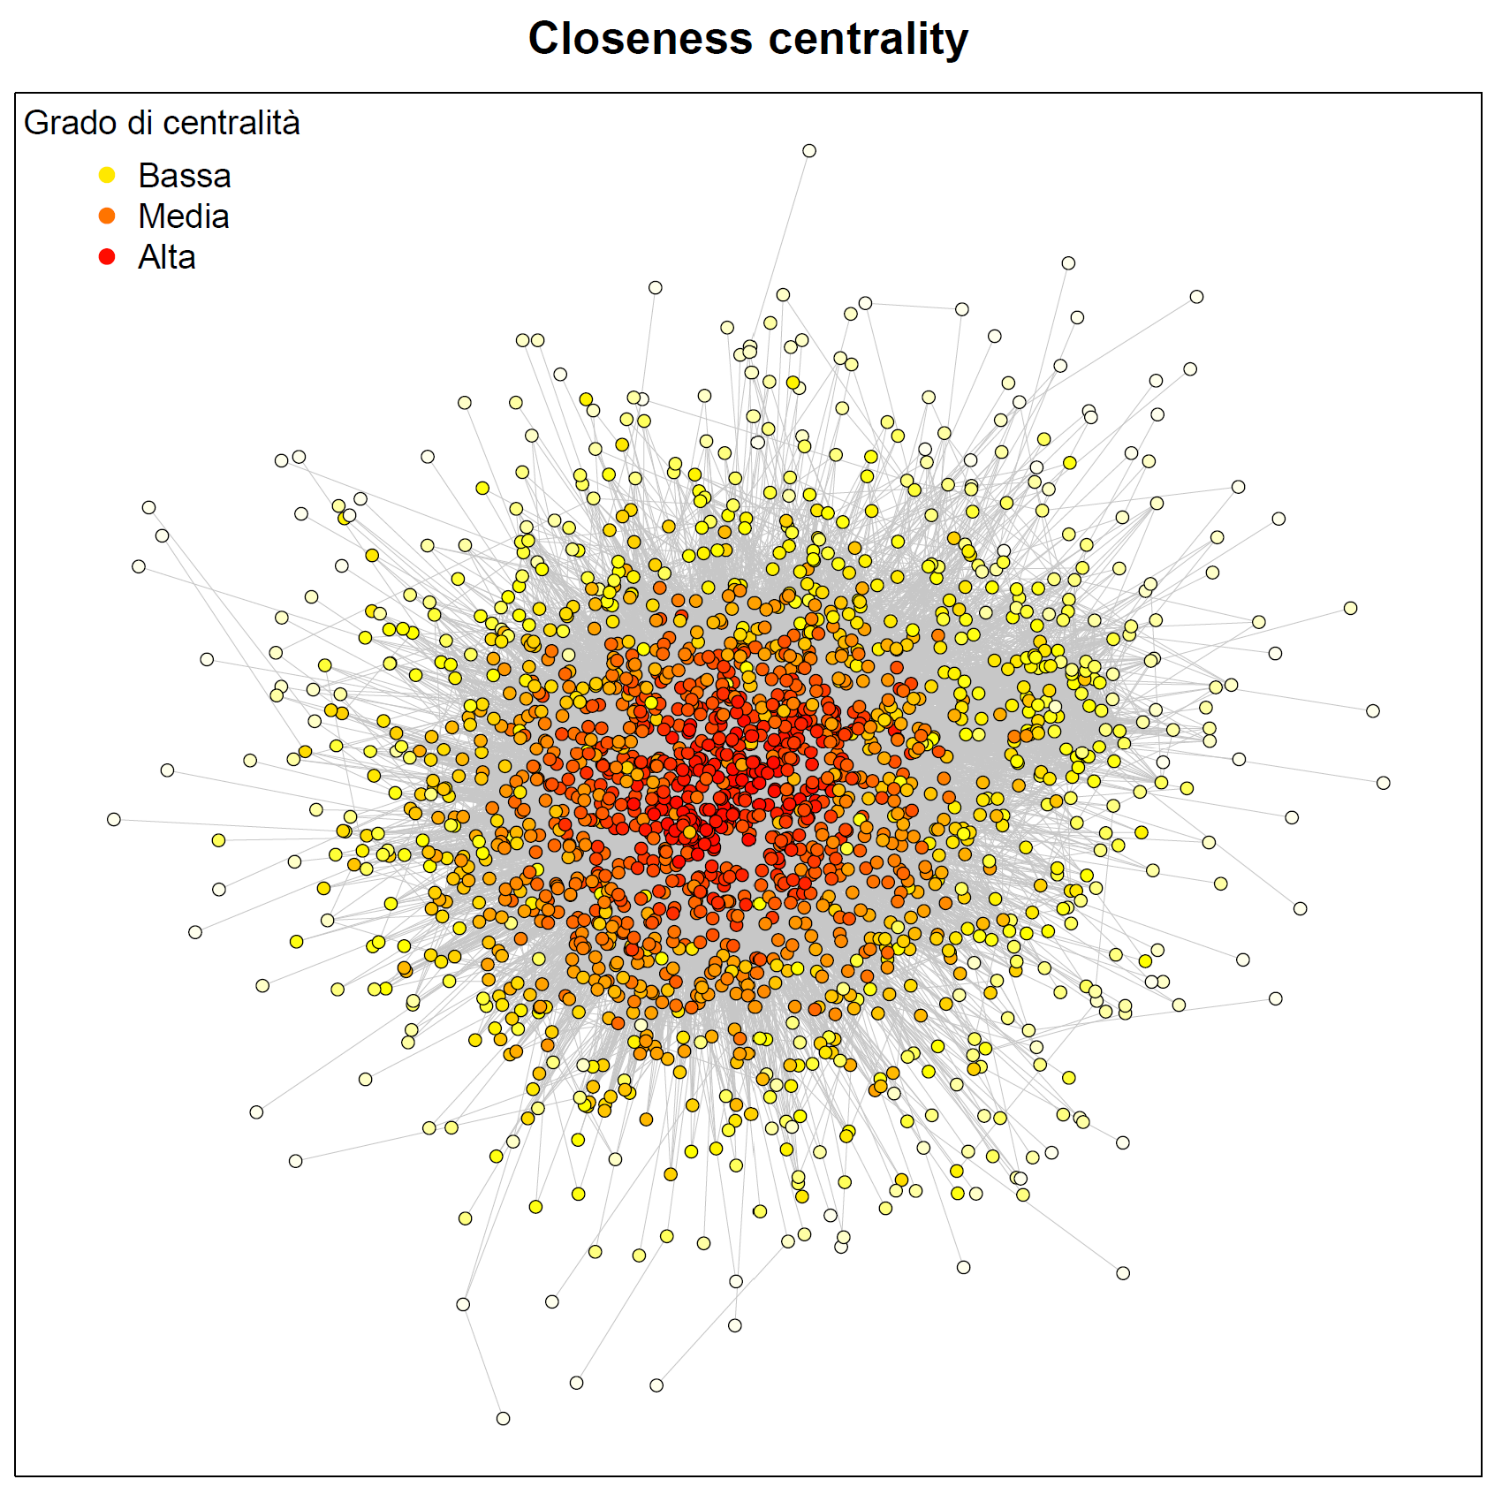 Closeness centrality
Grado di centralità
Bassa
Media
Alta